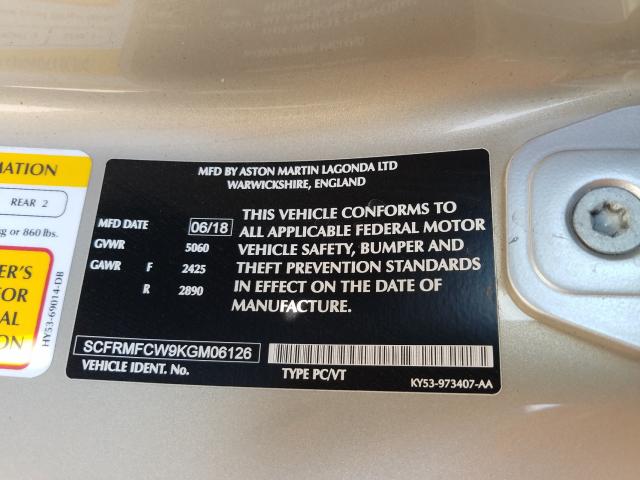 MATION
REAR 2
kg or 860 lbs.
ER'S
OR
AL
ON
HY53-69014-DB
MFD BY ASTON MARTIN LAGONDA LTD
WARWICKSHIRE, ENGLAND
MFD DATE 06/18
GVWR 5060
GAWR F 2425
R 2890
THIS VEHICLE CONFORMS TO
ALL APPLICABLE FEDERAL MOTOR
VEHICLE SAFETY, BUMPER AND
THEFT PREVENTION STANDARDS
IN EFFECT ON THE DATE OF
MANUFACTURE.
SCFRMFCW9KGM06126
VEHICLE IDENT. No.
TYPE PC/VT
KY53-973407-AA